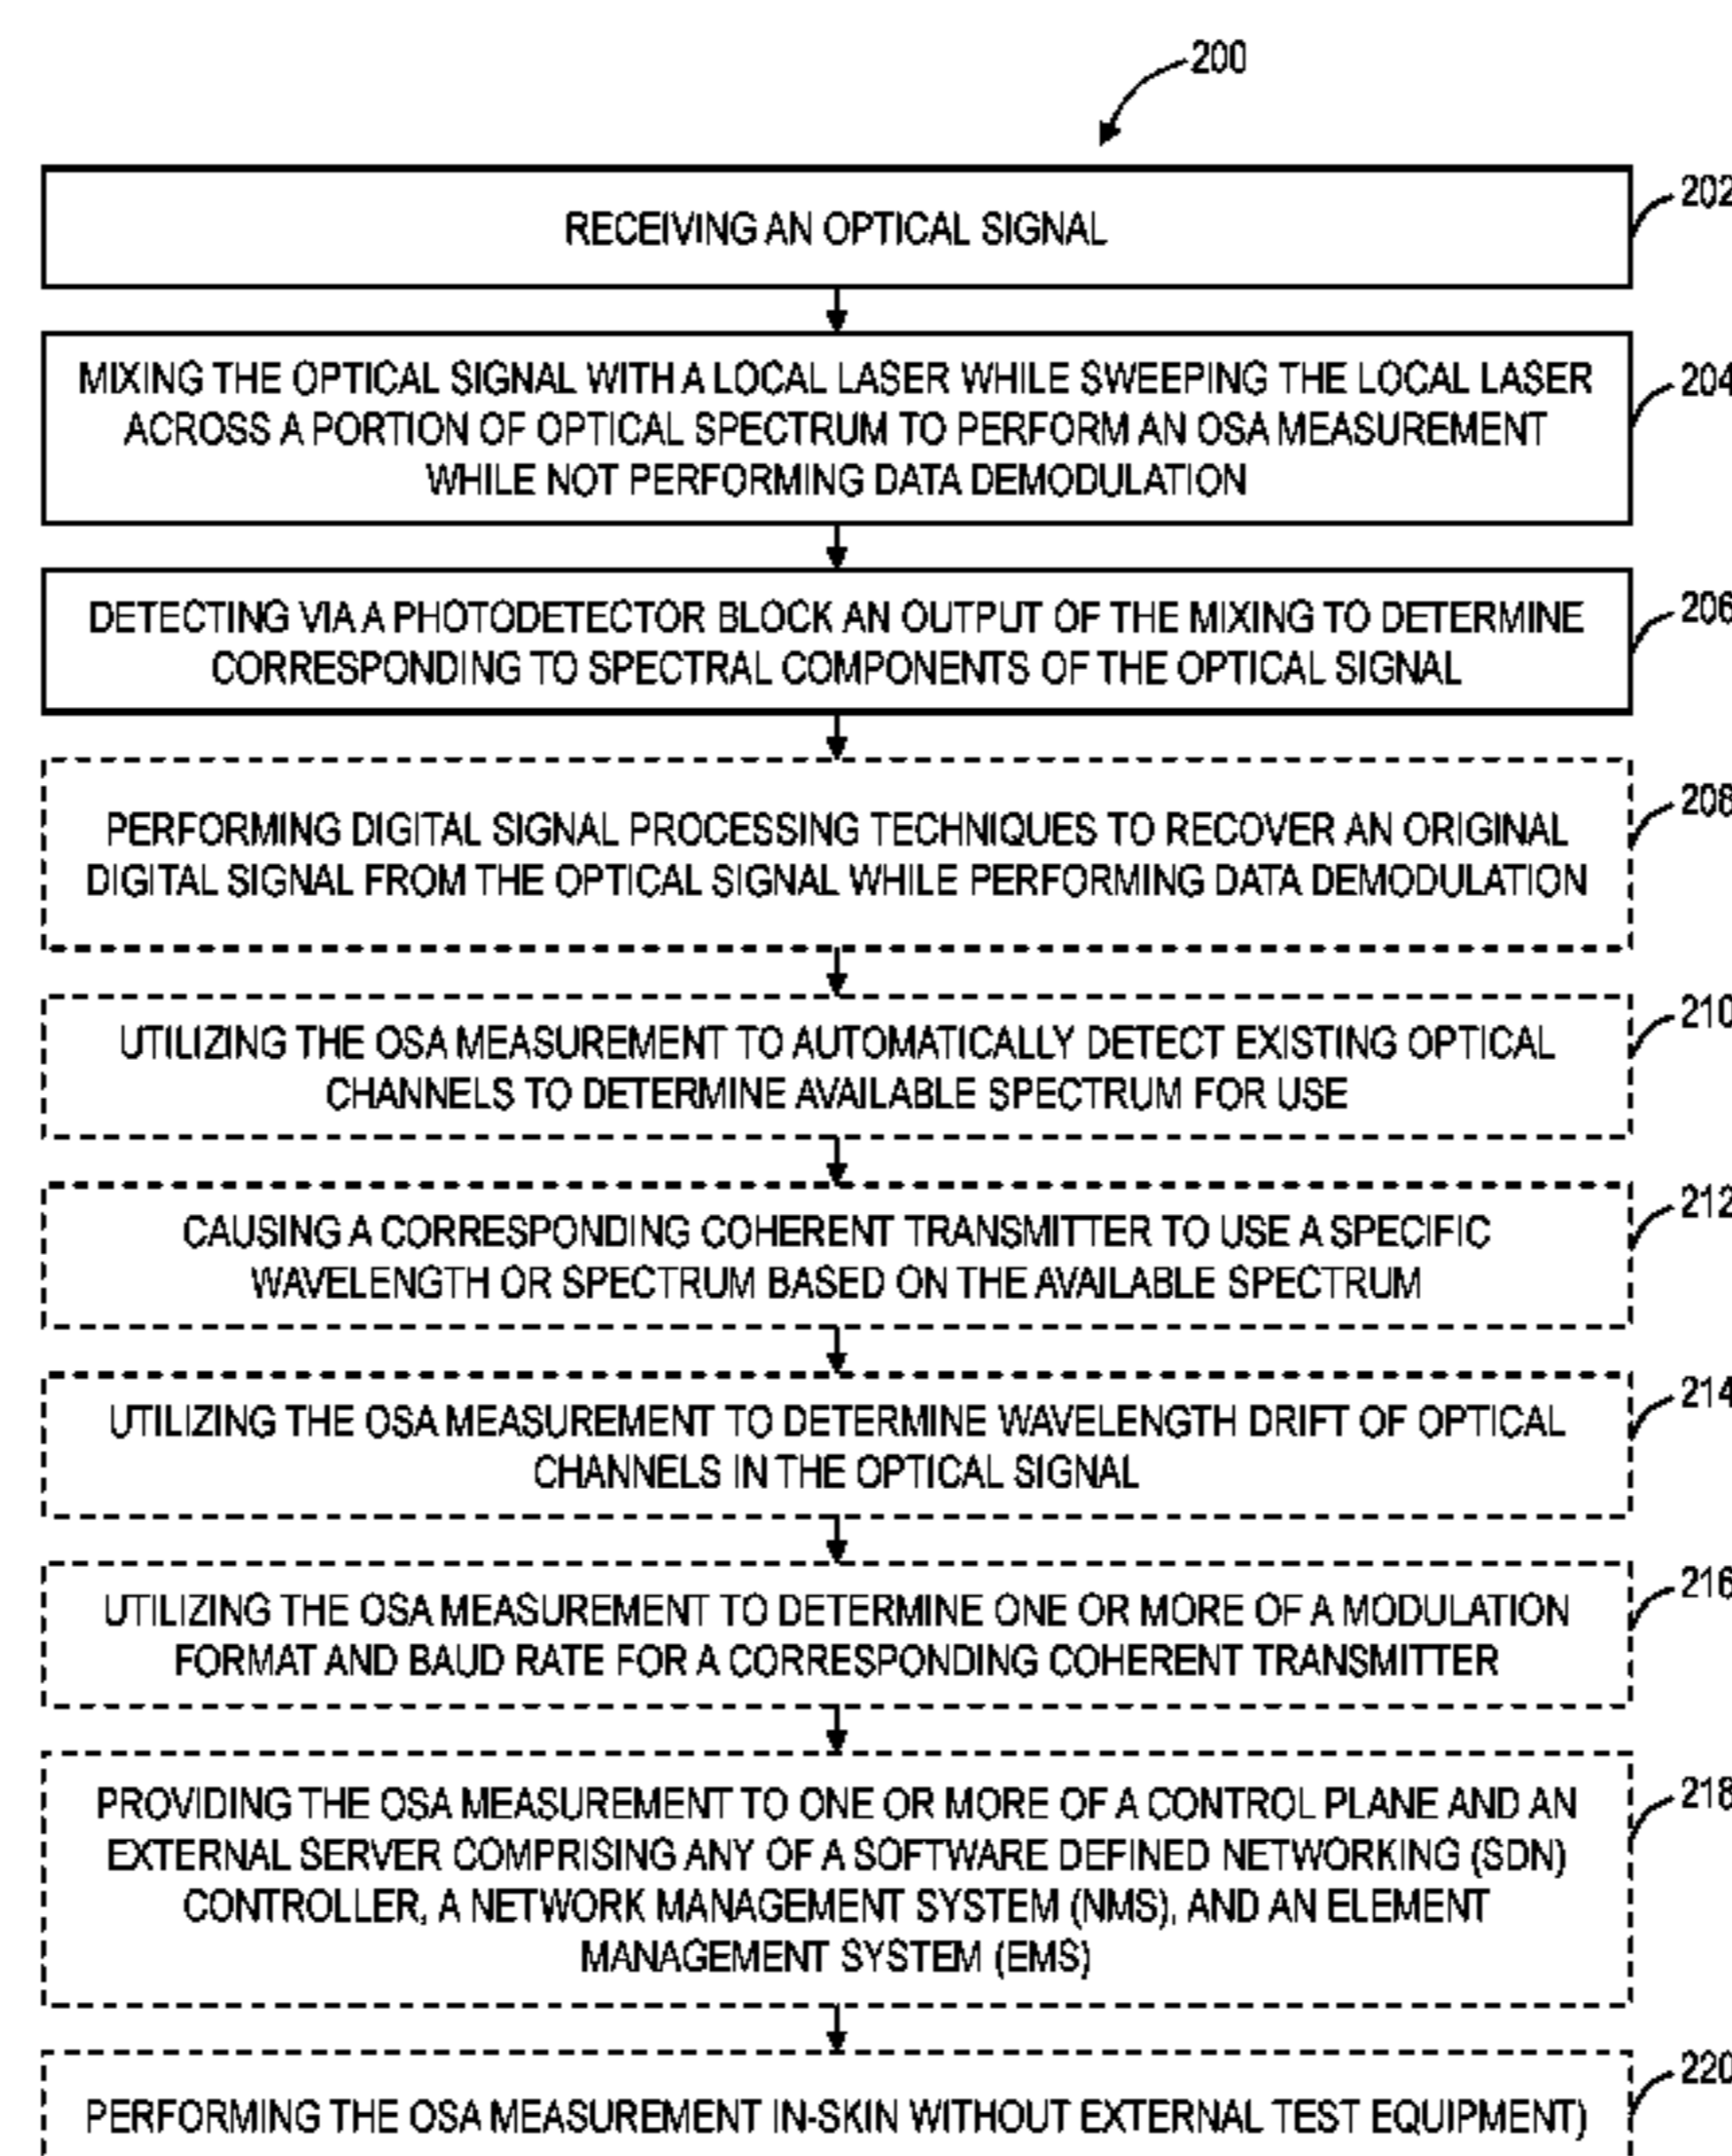 200
RECEIVING AN OPTICAL SIGNAL
202
MIXING THE OPTICAL SIGNAL WITH A LOCAL LASER WHILE SWEEPING THE LOCAL LASER
ACROSS A PORTION OF OPTICAL SPECTRUM TO PERFORM AN OSA MEASUREMENT
WHILE NOT PERFORMING DATA DEMODULATION
204
DETECTING VIA A PHOTODETECTOR BLOCK AN OUTPUT OF THE MIXING TO DETERMINE
CORRESPONDING TO SPECTRAL COMPONENTS OF THE OPTICAL SIGNAL
206
PERFORMING DIGITAL SIGNAL PROCESSING TECHNIQUES TO RECOVER AN ORIGINAL
DIGITAL SIGNAL FROM THE OPTICAL SIGNAL WHILE PERFORMING DATA DEMODULATION
208
UTILIZING THE OSA MEASUREMENT TO AUTOMATICALLY DETECT EXISTING OPTICAL
CHANNELS TO DETERMINE AVAILABLE SPECTRUM FOR USE
210
CAUSING A CORRESPONDING COHERENT TRANSMITTER TO USE A SPECIFIC
WAVELENGTH OR SPECTRUM BASED ON THE AVAILABLE SPECTRUM
212
UTILIZING THE OSA MEASUREMENT TO DETERMINE WAVELENGTH DRIFT OF OPTICAL
CHANNELS IN THE OPTICAL SIGNAL
214
UTILIZING THE OSA MEASUREMENT TO DETERMINE ONE OR MORE OF A MODULATION
FORMAT AND BAUD RATE FOR A CORRESPONDING COHERENT TRANSMITTER
216
PROVIDING THE OSA MEASUREMENT TO ONE OR MORE OF A CONTROL PLANE AND AN
EXTERNAL SERVER COMPRISING ANY OF A SOFTWARE DEFINED NETWORKING (SDN)
CONTROLLER, A NETWORK MANAGEMENT SYSTEM (NMS), AND AN ELEMENT
MANAGEMENT SYSTEM (EMS)
218
PERFORMING THE OSA MEASUREMENT IN-SKIN WITHOUT EXTERNAL TEST EQUIPMENT)
220